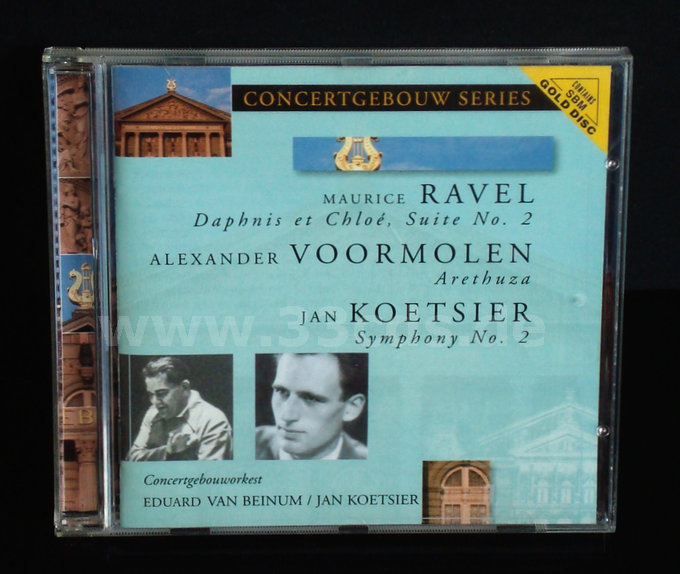 CONCERTGEBOUW SERIES
CONTAINS
SBM
GOLD DISC
MAURICE RAVEL
Daphnis et Chloé, Suite No. 2
ALEXANDER VOORMOLEN
Arethuza
JAN KOETSIER
Symphony No. 2
Concertgebouworkest
EDUARD VAN BEINUM / JAN KOETSIER